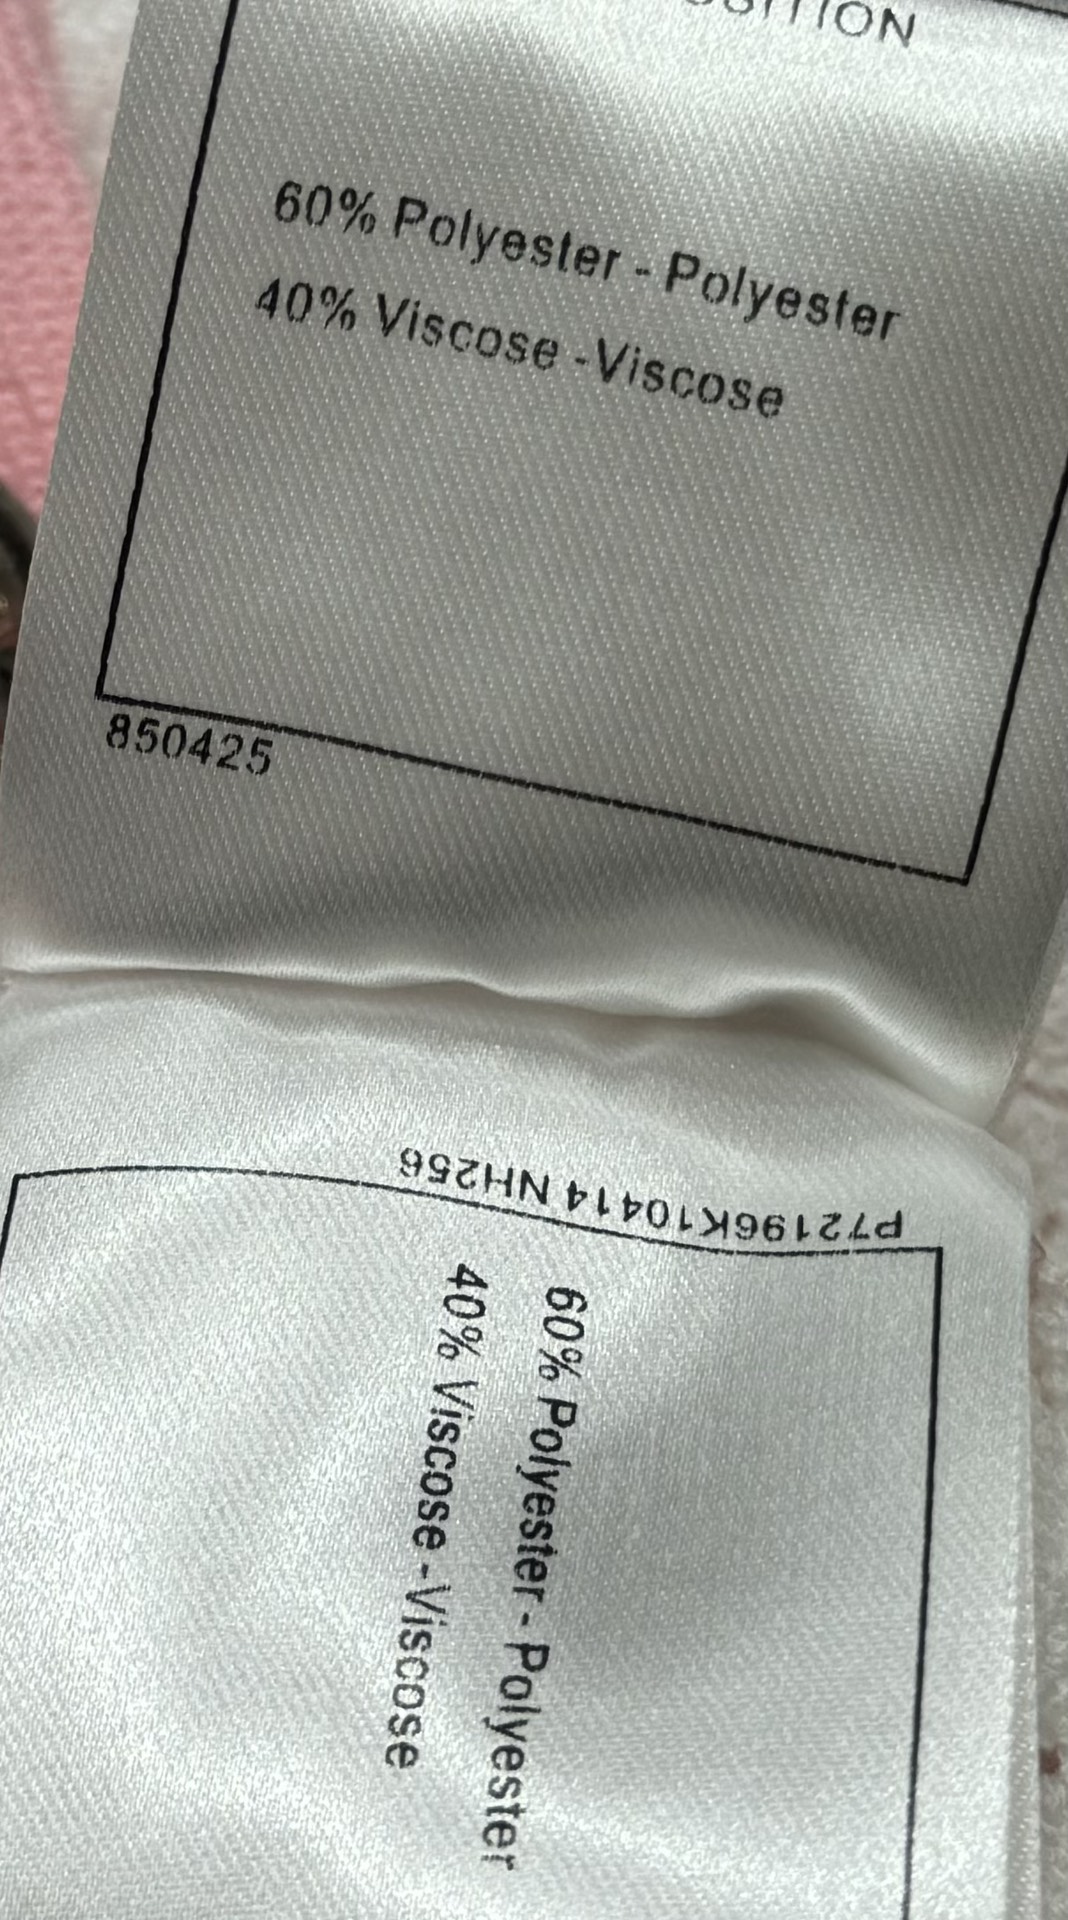 60% Polyester - Polyester
40% Viscose - Viscose
850425
P72196K10414 NH256
60% Polyester - Polyester
40% Viscose - Viscose